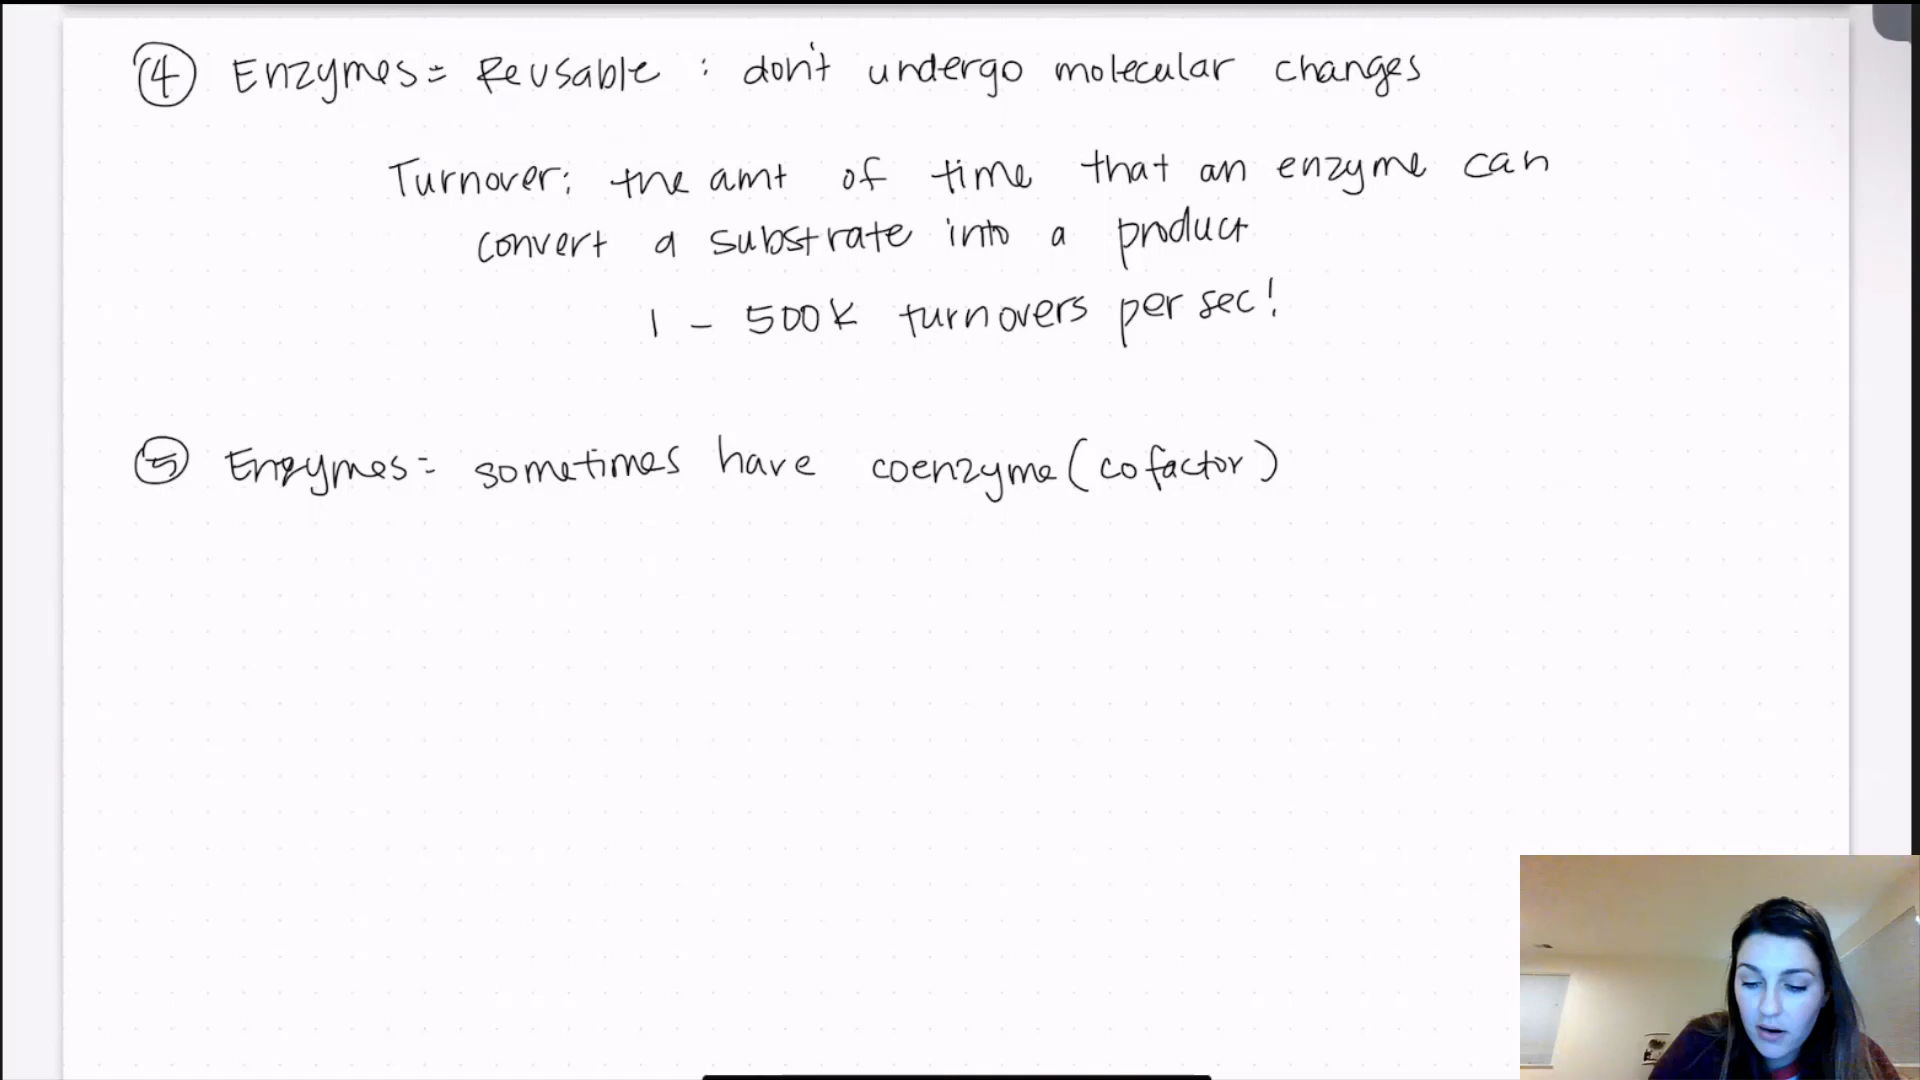 ④ Enzymes = Reusable : don't undergo molecular changes
Turnover: the amt of time that an enzyme can
convert a substrate into a product
1 - 500k turnovers per sec!
⑤ Enzymes = sometimes have coenzyme (cofactor)